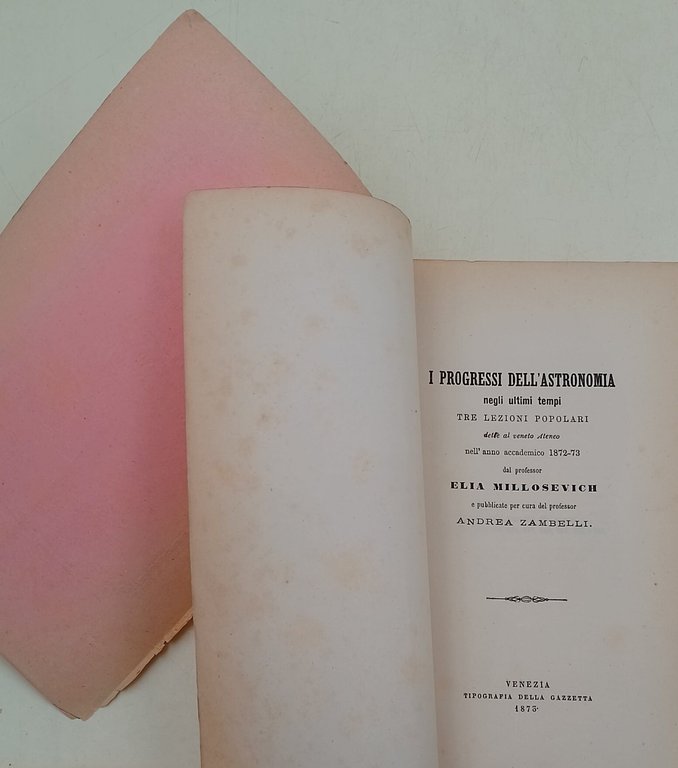 I PROGRESSI DELL'ASTRONOMIA
negli ultimi tempi
TRE LEZIONI POPOLARI
dette al veneto Ateneo
nell'anno accademico 1872-73
dal professor
ELIA MILLOSEVICH
e pubblicate per cura del professor
ANDREA ZAMBELLI.
VENEZIA
TIPOGRAFIA DELLA GAZZETTA
1873